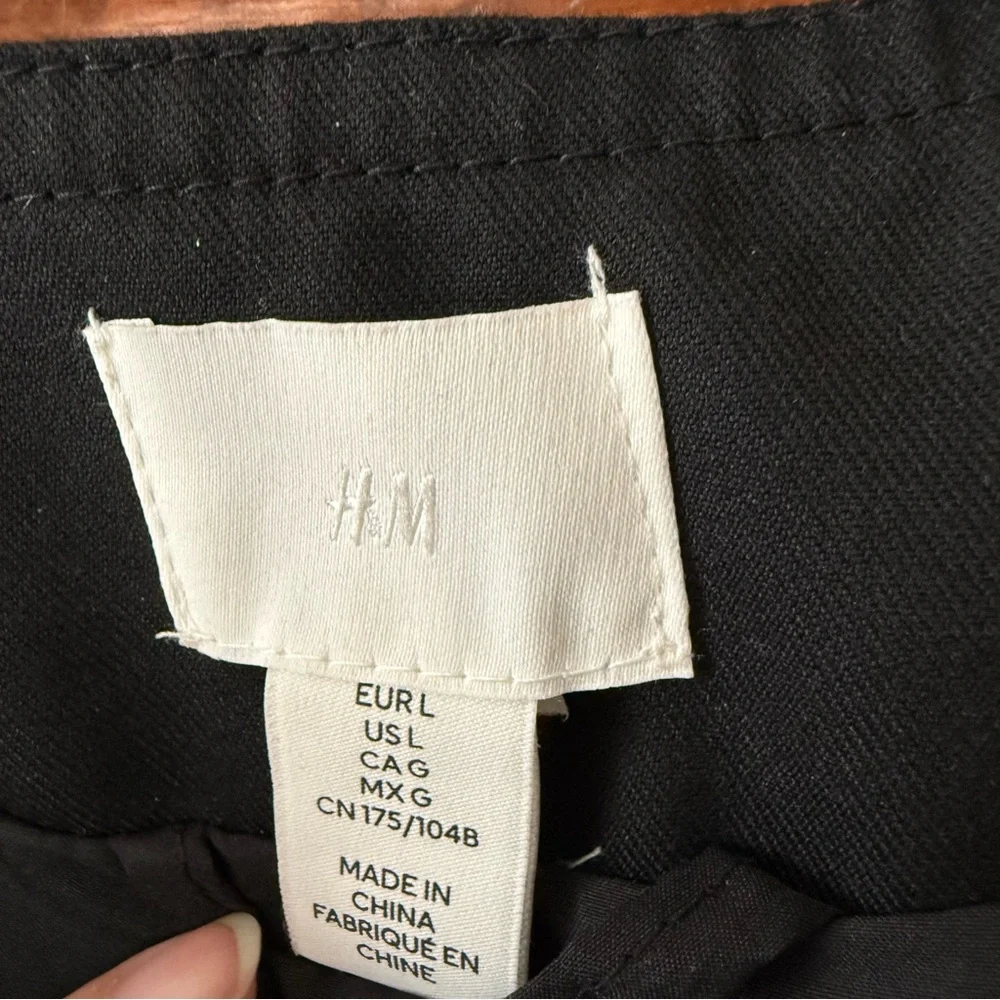 H&M
EUR L
US L
CA G
MX G
CN 175/104B
MADE IN
CHINA
FABRIQUÉ EN
CHINE